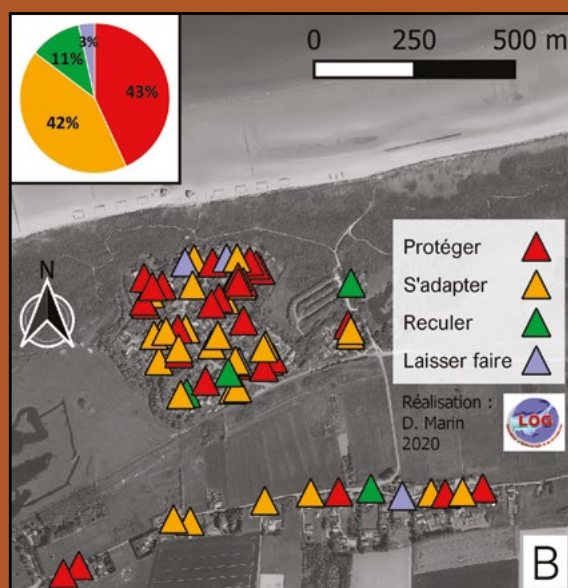 3%
11%
43%
42%
0 250 500 m
N
Protéger
S'adapter
Reculer
Laisser faire
Réalisation :
D. Marin
2020
LOG
B